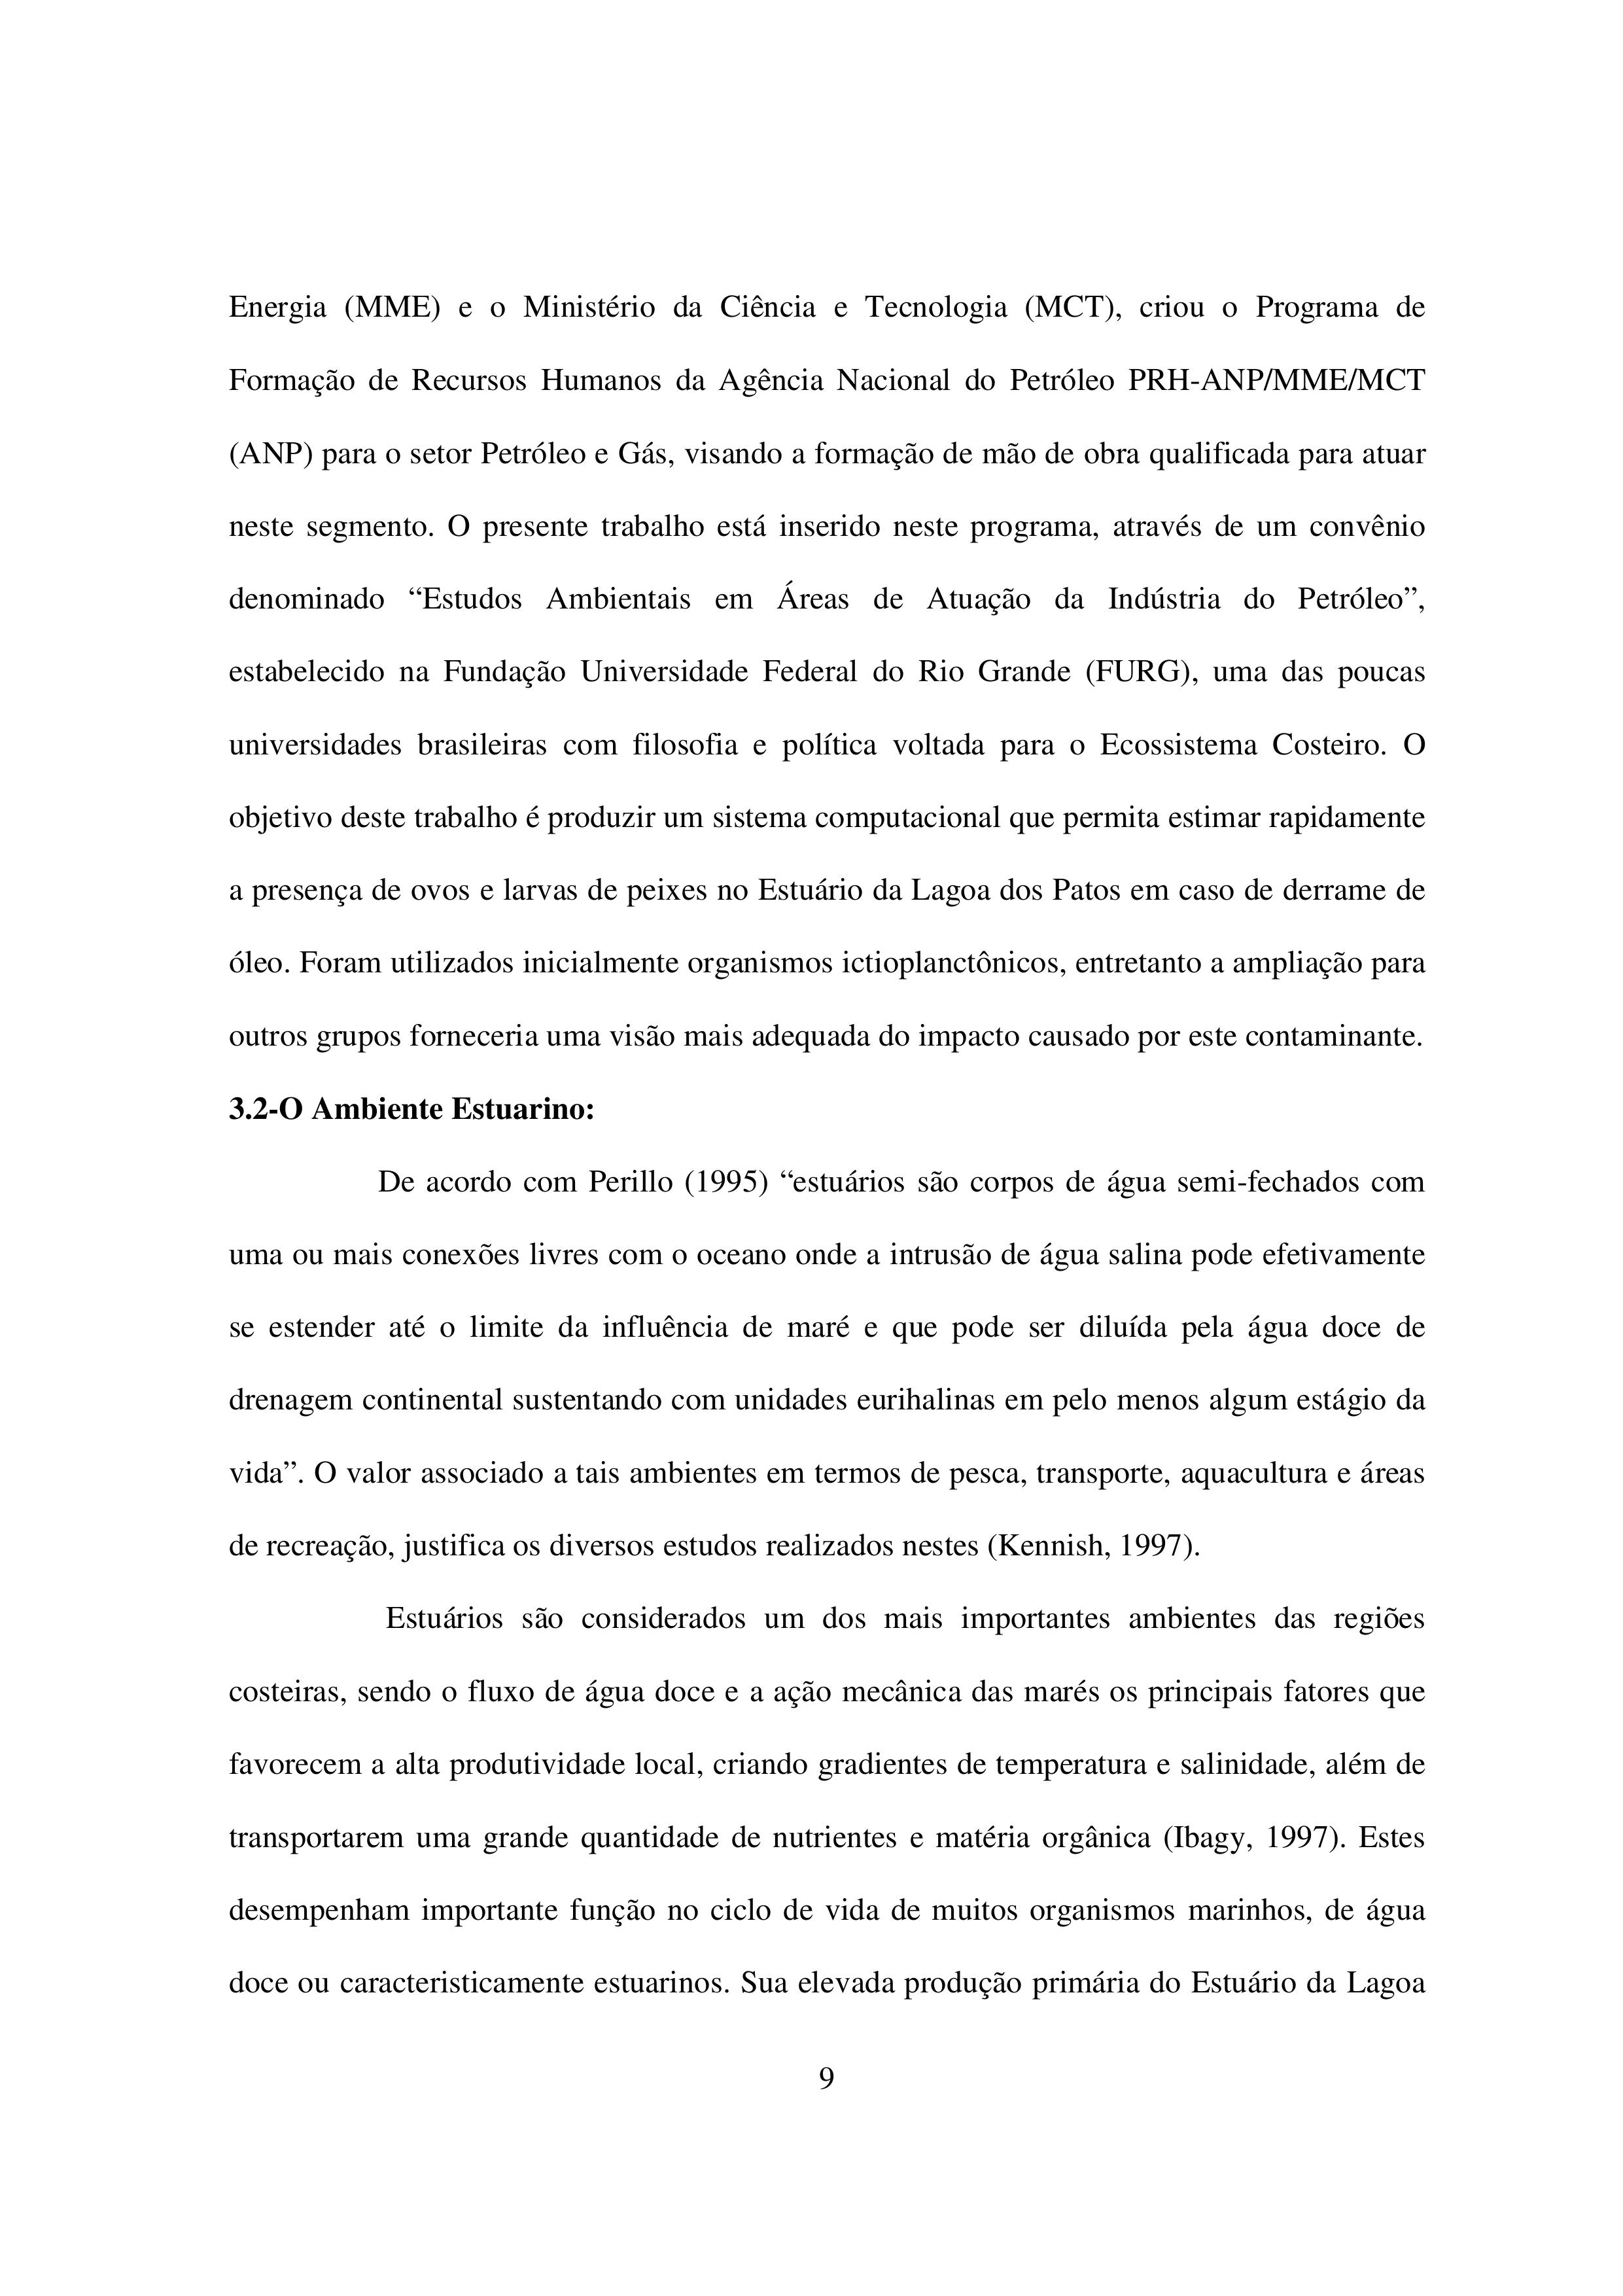 Energia (MME) e o Ministério da Ciência e Tecnologia (MCT), criou o Programa de
Formação de Recursos Humanos da Agência Nacional do Petróleo PRH-ANP/MME/MCT
(ANP) para o setor Petróleo e Gás, visando a formação de mão de obra qualificada para atuar
neste segmento. O presente trabalho está inserido neste programa, através de um convênio
denominado “Estudos Ambientais em Áreas de Atuação da Indústria do Petróleo”,
estabelecido na Fundação Universidade Federal do Rio Grande (FURG), uma das poucas
universidades brasileiras com filosofia e política voltada para o Ecossistema Costeiro. O
objetivo deste trabalho é produzir um sistema computacional que permita estimar rapidamente
a presença de ovos e larvas de peixes no Estuário da Lagoa dos Patos em caso de derrame de
óleo. Foram utilizados inicialmente organismos ictioplanctônicos, entretanto a ampliação para
outros grupos forneceria uma visão mais adequada do impacto causado por este contaminante.
3.2-O Ambiente Estuarino:
De acordo com Perillo (1995) “estuários são corpos de água semi-fechados com
uma ou mais conexões livres com o oceano onde a intrusão de água salina pode efetivamente
se estender até o limite da influência de maré e que pode ser diluída pela água doce de
drenagem continental sustentando com unidades eurihalinas em pelo menos algum estágio da
vida”. O valor associado a tais ambientes em termos de pesca, transporte, aquacultura e áreas
de recreação, justifica os diversos estudos realizados nestes (Kennish, 1997).
Estuários são considerados um dos mais importantes ambientes das regiões
costeiras, sendo o fluxo de água doce e a ação mecânica das marés os principais fatores que
favorecem a alta produtividade local, criando gradientes de temperatura e salinidade, além de
transportarem uma grande quantidade de nutrientes e matéria orgânica (Ibagy, 1997). Estes
desempenham importante função no ciclo de vida de muitos organismos marinhos, de água
doce ou caracteristicamente estuarinos. Sua elevada produção primária do Estuário da Lagoa
9